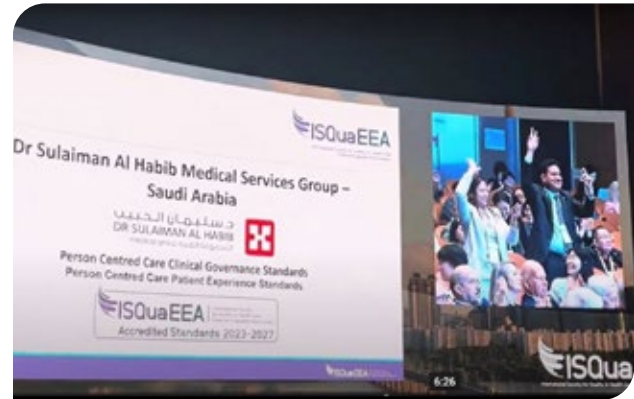 ISQuaEEA
Dr Sulaiman Al Habib Medical Services Group –
Saudi Arabia
د. سليمان الحبيب
DR SULAIMAN AL HABIB
Person Centred Care Clinical Governance Standards
Person Centred Care Patient Experience Standards
ISQuaEEA
Accredited Standards 2023-2027
ISQuaEEA
6:26
ISQua